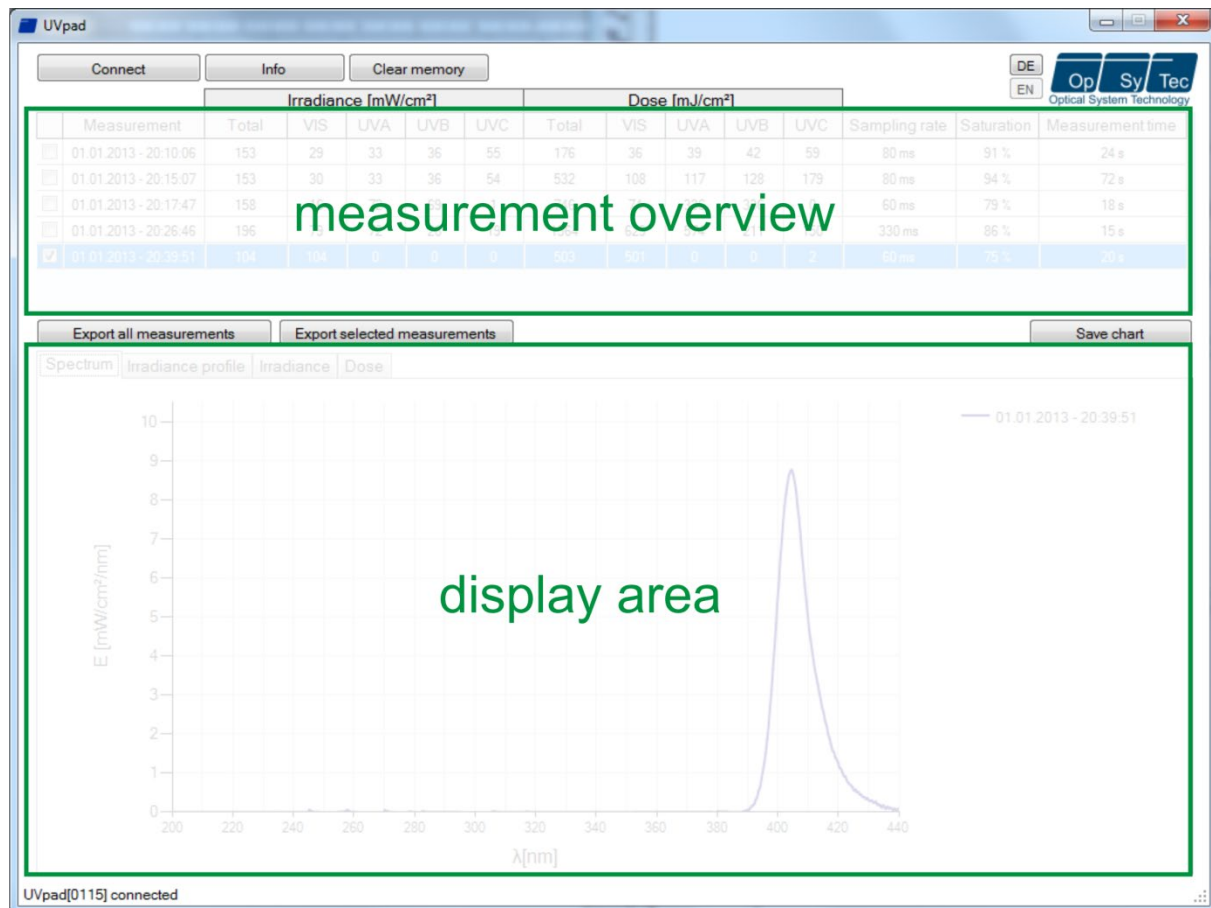 UVpad
Connect Info Clear memory DE
EN
Op Sy Tec
Optical System Technology
Irradiance [mW/cm²] Dose [mJ/cm²]
Measurement Total VIS UVA UVB UVC Total VIS UVA UVB UVC Sampling rate Saturation Measurement time
01.01.2013 - 20:10:06 153 29 33 36 55 176 36 39 42 59 80 ms 91 % 24 s
01.01.2013 - 20:15:07 153 30 33 36 54 532 108 117 128 179 80 ms 94 % 72 s
01.01.2013 - 20:17:47 158 60 ms 79 % 18 s
01.01.2013 - 20:26:46 196 330 ms 86 % 15 s
01.01.2013 - 20:39:51 104 104 0 0 0 503 501 0 0 2 60 ms 75 % 20 s
measurement overview
Export all measurements Export selected measurements Save chart
Spectrum Irradiance profile Irradiance Dose
01.01.2013 - 20:39:51
10
9
8
7
6
5
4
3
2
1
0
E [mW/cm²/nm]
display area
200 220 240 260 280 300 320 340 360 380 400 420 440
λ[nm]
UVpad[0115] connected